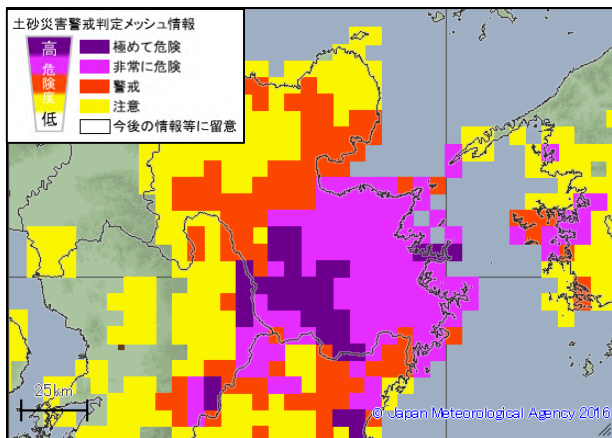 土砂災害警戒判定メッシュ情報
高
危険度
低
極めて危険
非常に危険
警戒
注意
今後の情報等に留意
25km
© Japan Meteorological Agency 2016